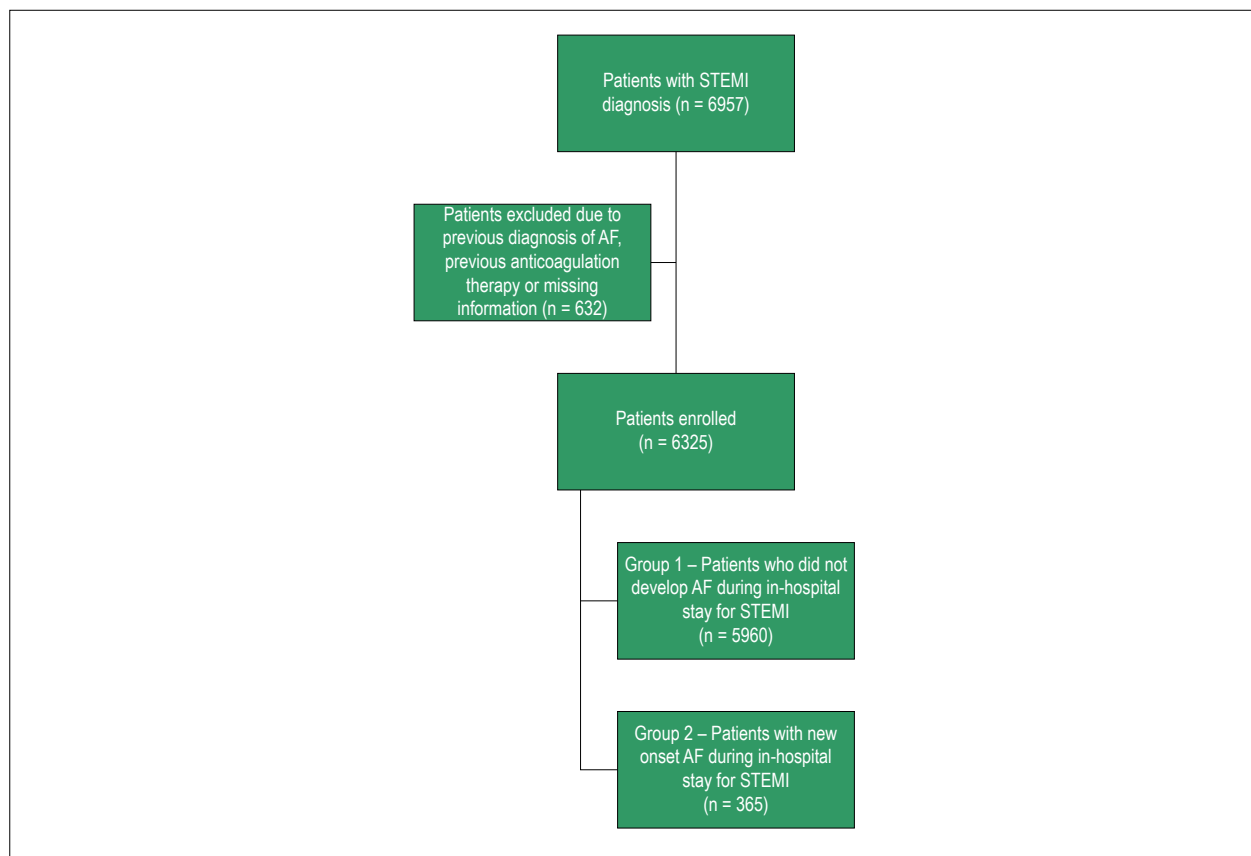 Patients with STEMI
diagnosis (n = 6957)
Patients excluded due to
previous diagnosis of AF,
previous anticoagulation
therapy or missing
information (n = 632)
Patients enrolled
(n = 6325)
Group 1 – Patients who did not
develop AF during in-hospital
stay for STEMI
(n = 5960)
Group 2 – Patients with new
onset AF during in-hospital
stay for STEMI
(n = 365)